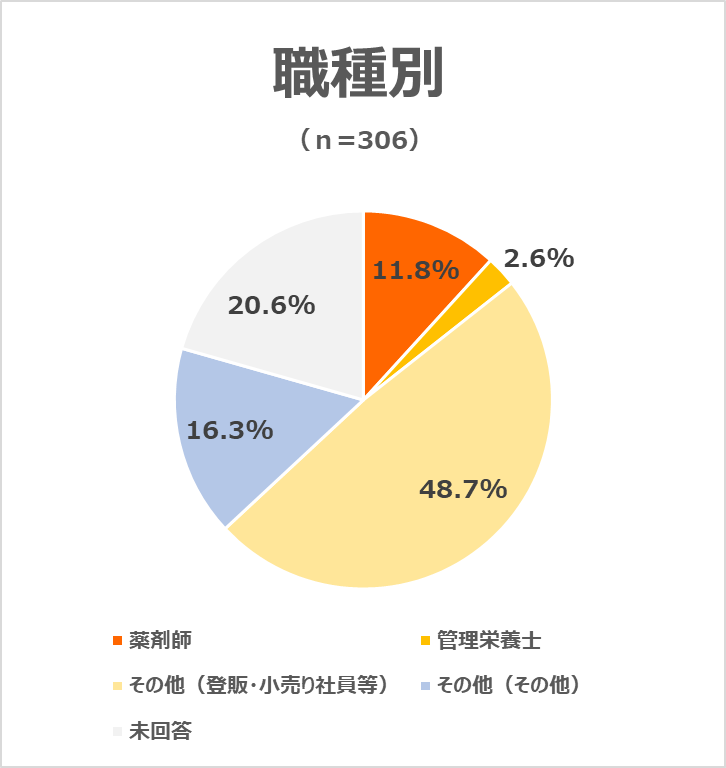 職種別
（ｎ＝306）
11.8%
2.6%
20.6%
16.3%
48.7%
薬剤師
管理栄養士
その他（登販・小売り社員等）
その他（その他）
未回答